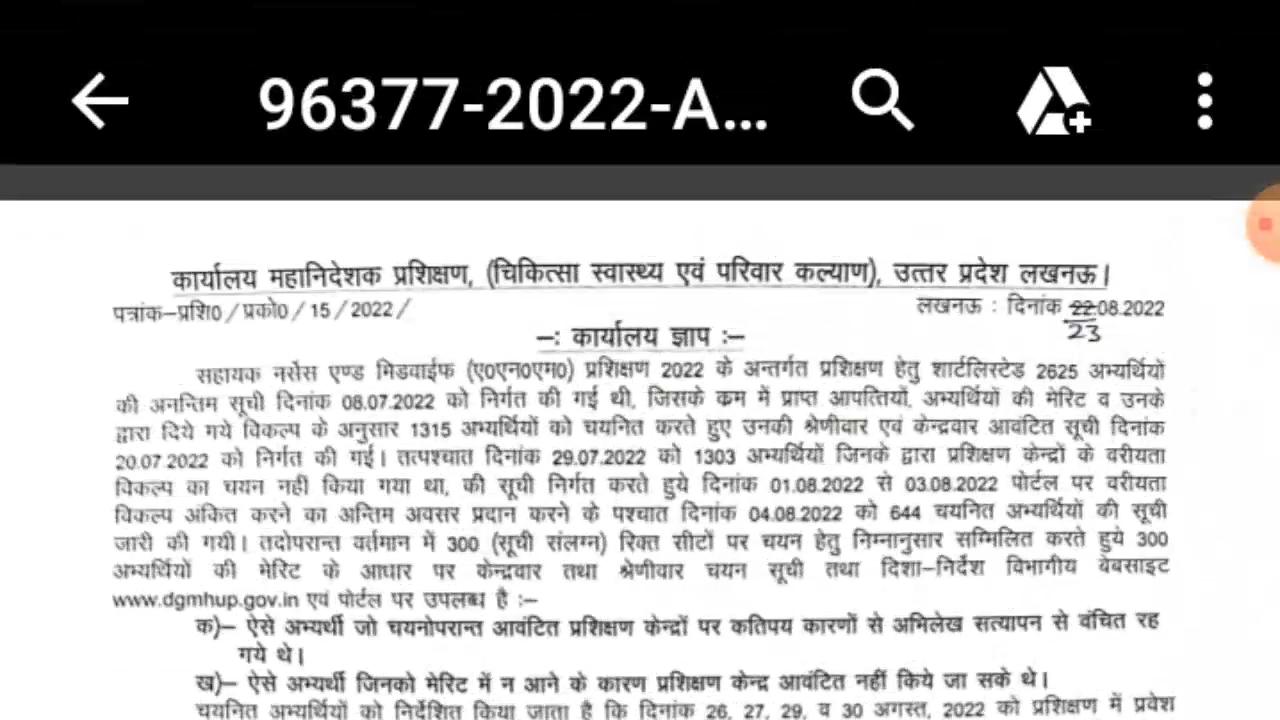 96377-2022-A...
कार्यालय महानिदेशक प्रशिक्षण, (चिकित्सा स्वास्थ्य एवं परिवार कल्याण), उत्तर प्रदेश लखनऊ।
पत्रांक–प्रशि0 / प्रको0 / 15 / 2022 / लखनऊ : दिनांक 22.08.2022
23
–: कार्यालय ज्ञाप :–
सहायक नर्सेस एण्ड मिडवाईफ (ए0एन0एम0) प्रशिक्षण 2022 के अन्तर्गत प्रशिक्षण हेतु शार्टलिस्टेड 2625 अभ्यर्थियों
की अनन्तिम सूची दिनांक 08.07.2022 को निर्गत की गई थी, जिसके कम में प्राप्त आपत्तियों, अभ्यर्थियों की मेरिट व उनके
द्वारा दिये गये विकल्प के अनुसार 1315 अभ्यर्थियों को चयनित करते हुए उनकी श्रेणीवार एवं केन्द्रवार आवंटित सूची दिनांक
20.07.2022 को निर्गत की गई। तत्पश्चात दिनांक 29.07.2022 को 1303 अभ्यर्थियों जिनके द्वारा प्रशिक्षण केन्द्रों के वरीयता
विकल्प का चयन नहीं किया गया था, की सूची निर्गत करते हुये दिनांक 01.08.2022 से 03.08.2022 पोर्टल पर वरीयता
विकल्प अंकित करने का अन्तिम अवसर प्रदान करने के पश्चात दिनांक 04.08.2022 को 644 चयनित अभ्यर्थियों की सूची
जारी की गयी। तदोपरान्त वर्तमान में 300 (सूची संलग्न) रिक्त सीटों पर चयन हेतु निम्नानुसार सम्मिलित करते हुये 300
अभ्यर्थियों की मेरिट के आधार पर केन्द्रवार तथा श्रेणीवार चयन सूची तथा दिशा–निर्देश विभागीय वेबसाइट
www.dgmhup.gov.in एवं पोर्टल पर उपलब्ध है :–
क)– ऐसे अभ्यर्थी जो चयनोपरान्त आवंटित प्रशिक्षण केन्द्रों पर कतिपय कारणों से अभिलेख सत्यापन से वंचित रह
गये थे।
ख)– ऐसे अभ्यर्थी जिनको मेरिट में न आने के कारण प्रशिक्षण केन्द्र आवंटित नहीं किये जा सके थे।
चयनित अभ्यर्थियों को निर्देशित किया जाता है कि दिनांक 26, 27, 29, व 30 अगस्त, 2022 को प्रशिक्षण में प्रवेश